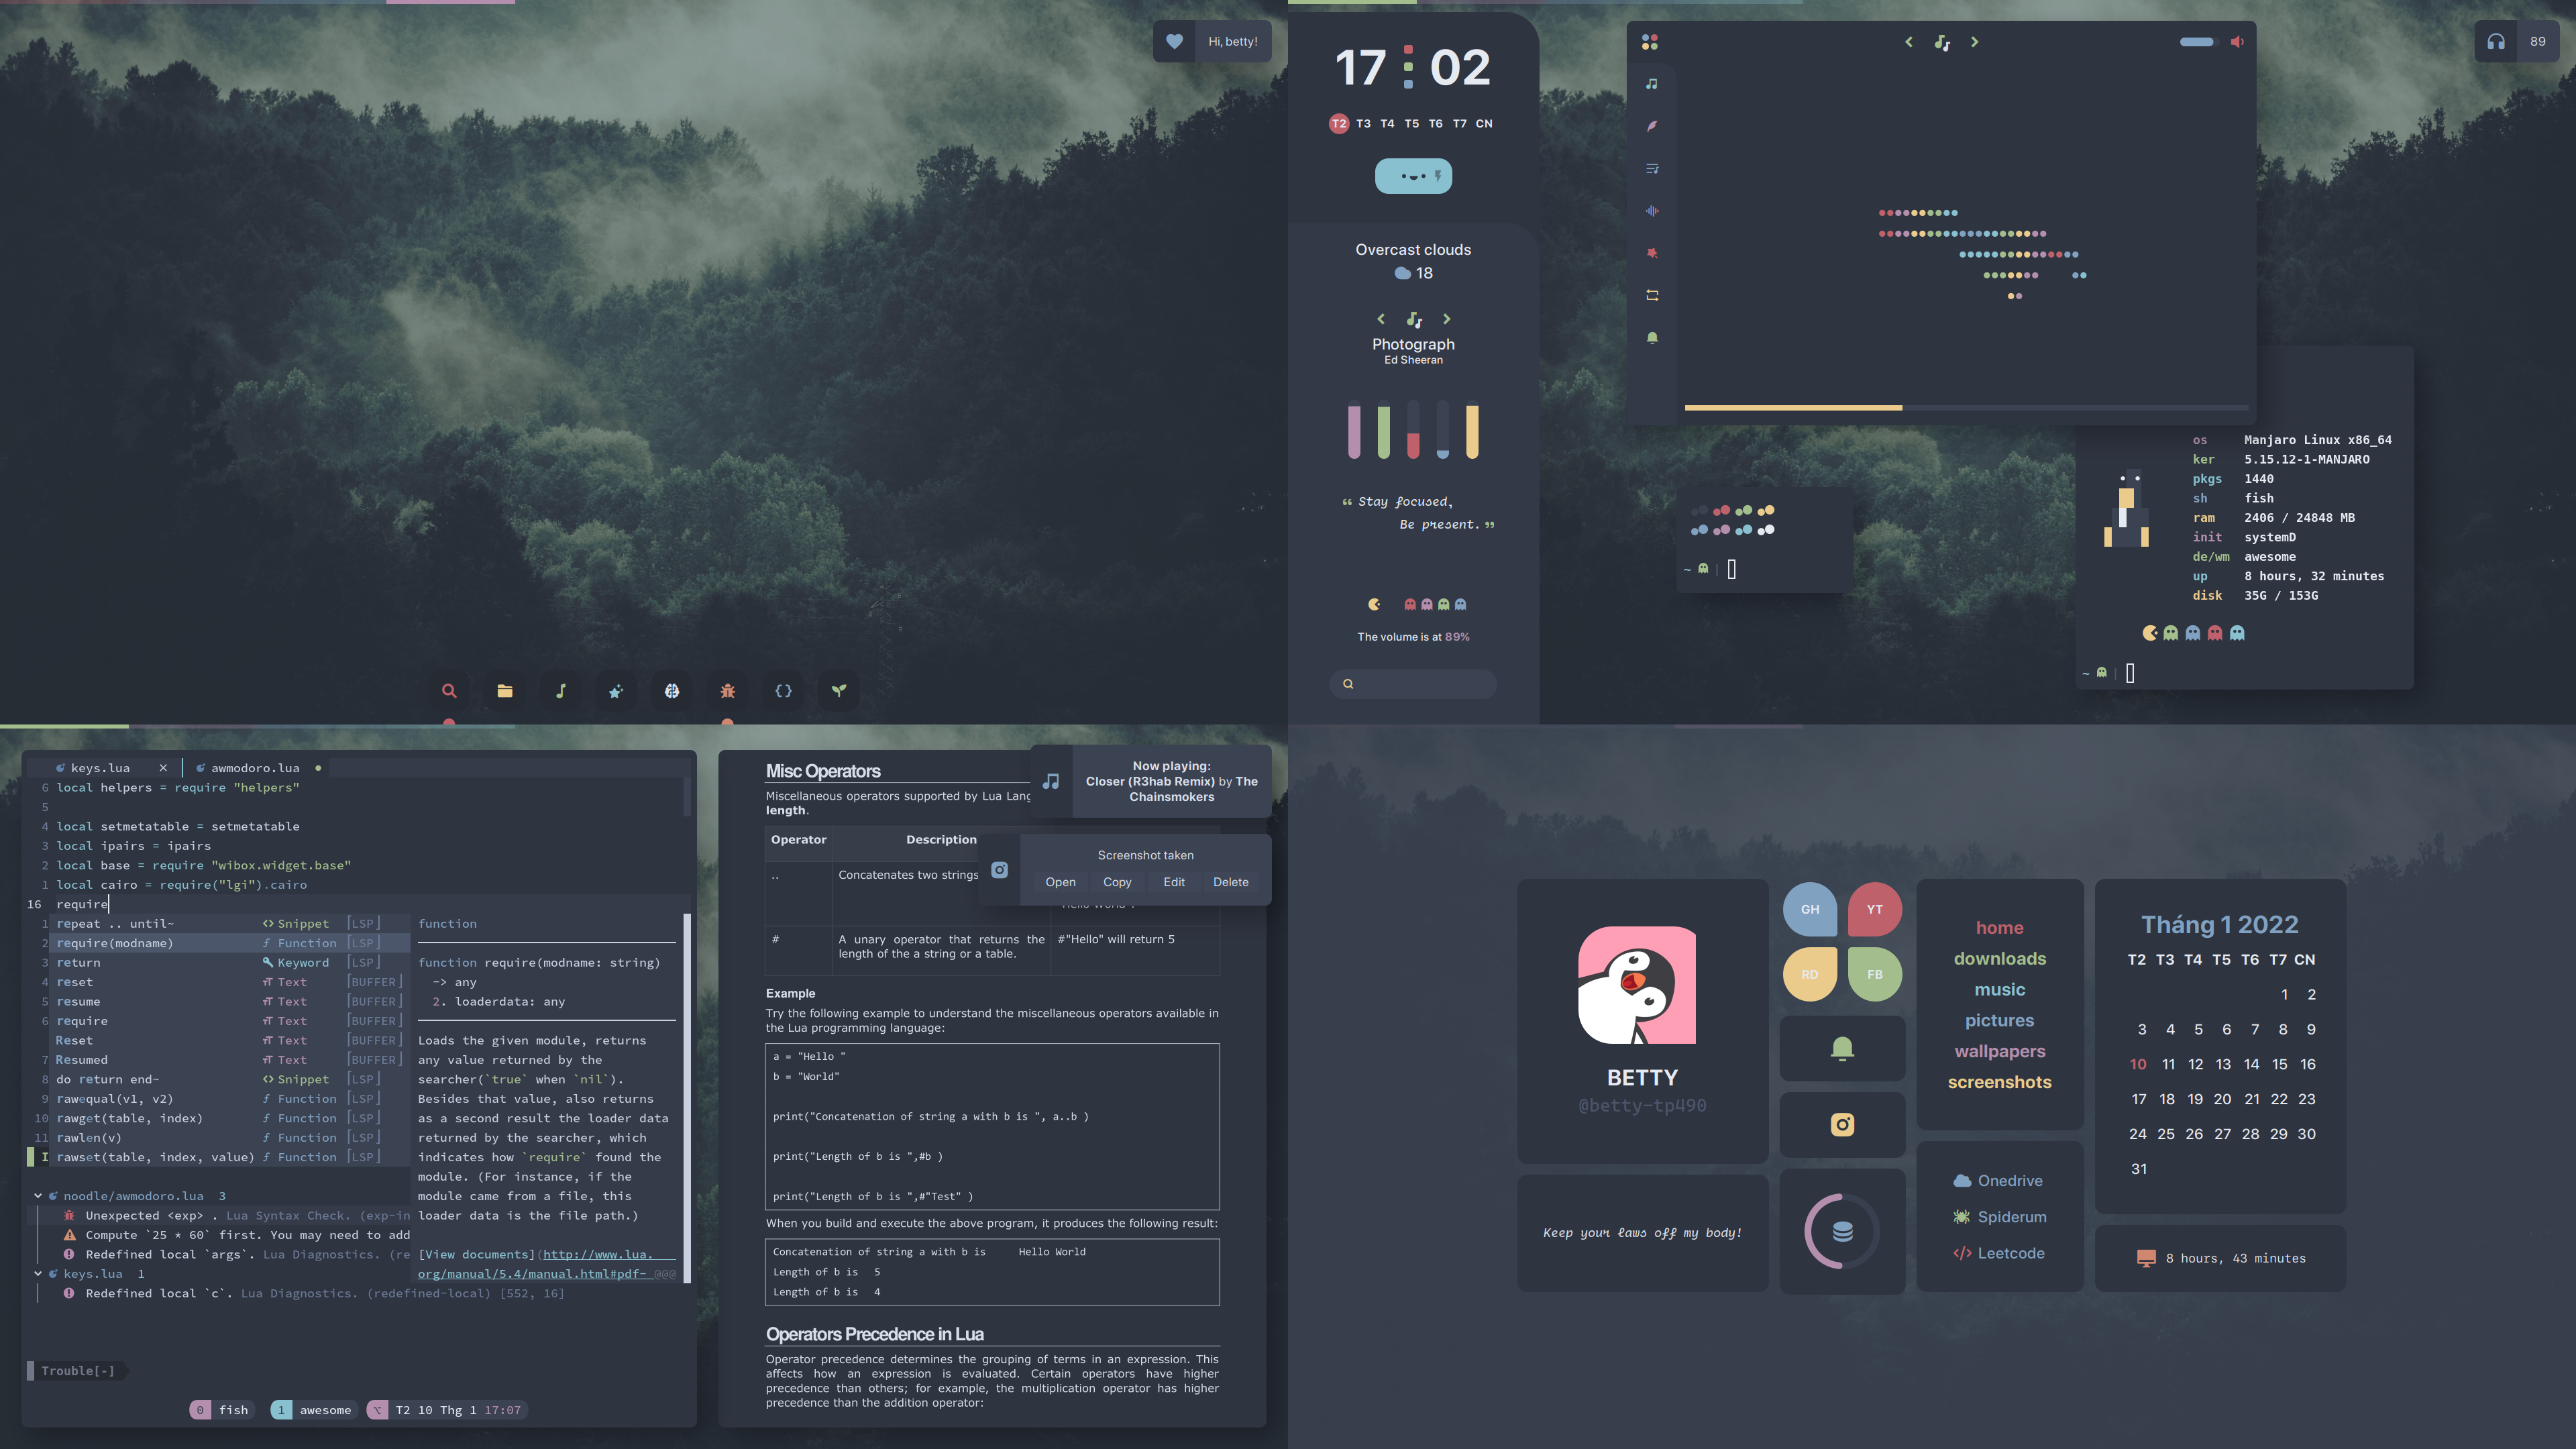 Hi, betty!
17 02
T2 T3 T4 T5 T6 T7 CN
Overcast clouds
18
Photograph
Ed Sheeran
“ Stay focused,
Be present. ”
The volume is at 89%
89
~ |
os Manjaro Linux x86_64
ker 5.15.12-1-MANJARO
pkgs 1440
sh fish
ram 2406 / 24848 MB
init systemD
de/wm awesome
up 8 hours, 32 minutes
disk 35G / 153G
~ |
keys.lua × awmodoro.lua
6 local helpers = require "helpers"
5
4 local setmetatable = setmetatable
3 local ipairs = ipairs
2 local base = require "wibox.widget.base"
1 local cairo = require("lgi").cairo
16 require
1 repeat .. until~ <> Snippet [LSP]
2 require(modname) f Function [LSP]
3 return Keyword [LSP]
4 reset Text [BUFFER]
5 resume Text [BUFFER]
6 require Text [BUFFER]
Reset Text [BUFFER]
7 Resumed Text [BUFFER]
8 do return end~ <> Snippet [LSP]
9 rawequal(v1, v2) f Function [LSP]
10 rawget(table, index) f Function [LSP]
11 rawlen(v) f Function [LSP]
I rawset(table, index, value) f Function [LSP]
function
function require(modname: string)
-> any
2. loaderdata: any
Loads the given module, returns
any value returned by the
searcher(`true` when `nil`).
Besides that value, also returns
as a second result the loader data
returned by the searcher, which
indicates how `require` found the
module. (For instance, if the
module came from a file, this
loader data is the file path.)
[View documents](http://www.lua.
org/manual/5.4/manual.html#pdf- @@@
noodle/awmodoro.lua 3
Unexpected <exp> . Lua Syntax Check. (exp-in
Compute `25 * 60` first. You may need to add
Redefined local `args`. Lua Diagnostics. (re
keys.lua 1
Redefined local `c`. Lua Diagnostics. (redefined-local) [552, 16]
Trouble[-]
0 fish 1 awesome T2 10 Thg 1 17:07
Misc Operators
Miscellaneous operators supported by Lua Lang
length.
Operator Description
.. Concatenates two strings
"Hello World".
# A unary operator that returns the
length of the a string or a table.
#"Hello" will return 5
Example
Try the following example to understand the miscellaneous operators available in
the Lua programming language:
a = "Hello "
b = "World"
print("Concatenation of string a with b is ", a..b )
print("Length of b is ",#b )
print("Length of b is ",#"Test" )
When you build and execute the above program, it produces the following result:
Concatenation of string a with b is Hello World
Length of b is 5
Length of b is 4
Operators Precedence in Lua
Operator precedence determines the grouping of terms in an expression. This
affects how an expression is evaluated. Certain operators have higher
precedence than others; for example, the multiplication operator has higher
precedence than the addition operator:
Now playing:
Closer (R3hab Remix) by The
Chainsmokers
Screenshot taken
Open Copy Edit Delete
BETTY
@betty-tp490
Keep your laws off my body!
GH YT
RD FB
home
downloads
music
pictures
wallpapers
screenshots
Onedrive
Spiderum
</> Leetcode
Tháng 1 2022
T2 T3 T4 T5 T6 T7 CN
1 2
3 4 5 6 7 8 9
10 11 12 13 14 15 16
17 18 19 20 21 22 23
24 25 26 27 28 29 30
31
8 hours, 43 minutes